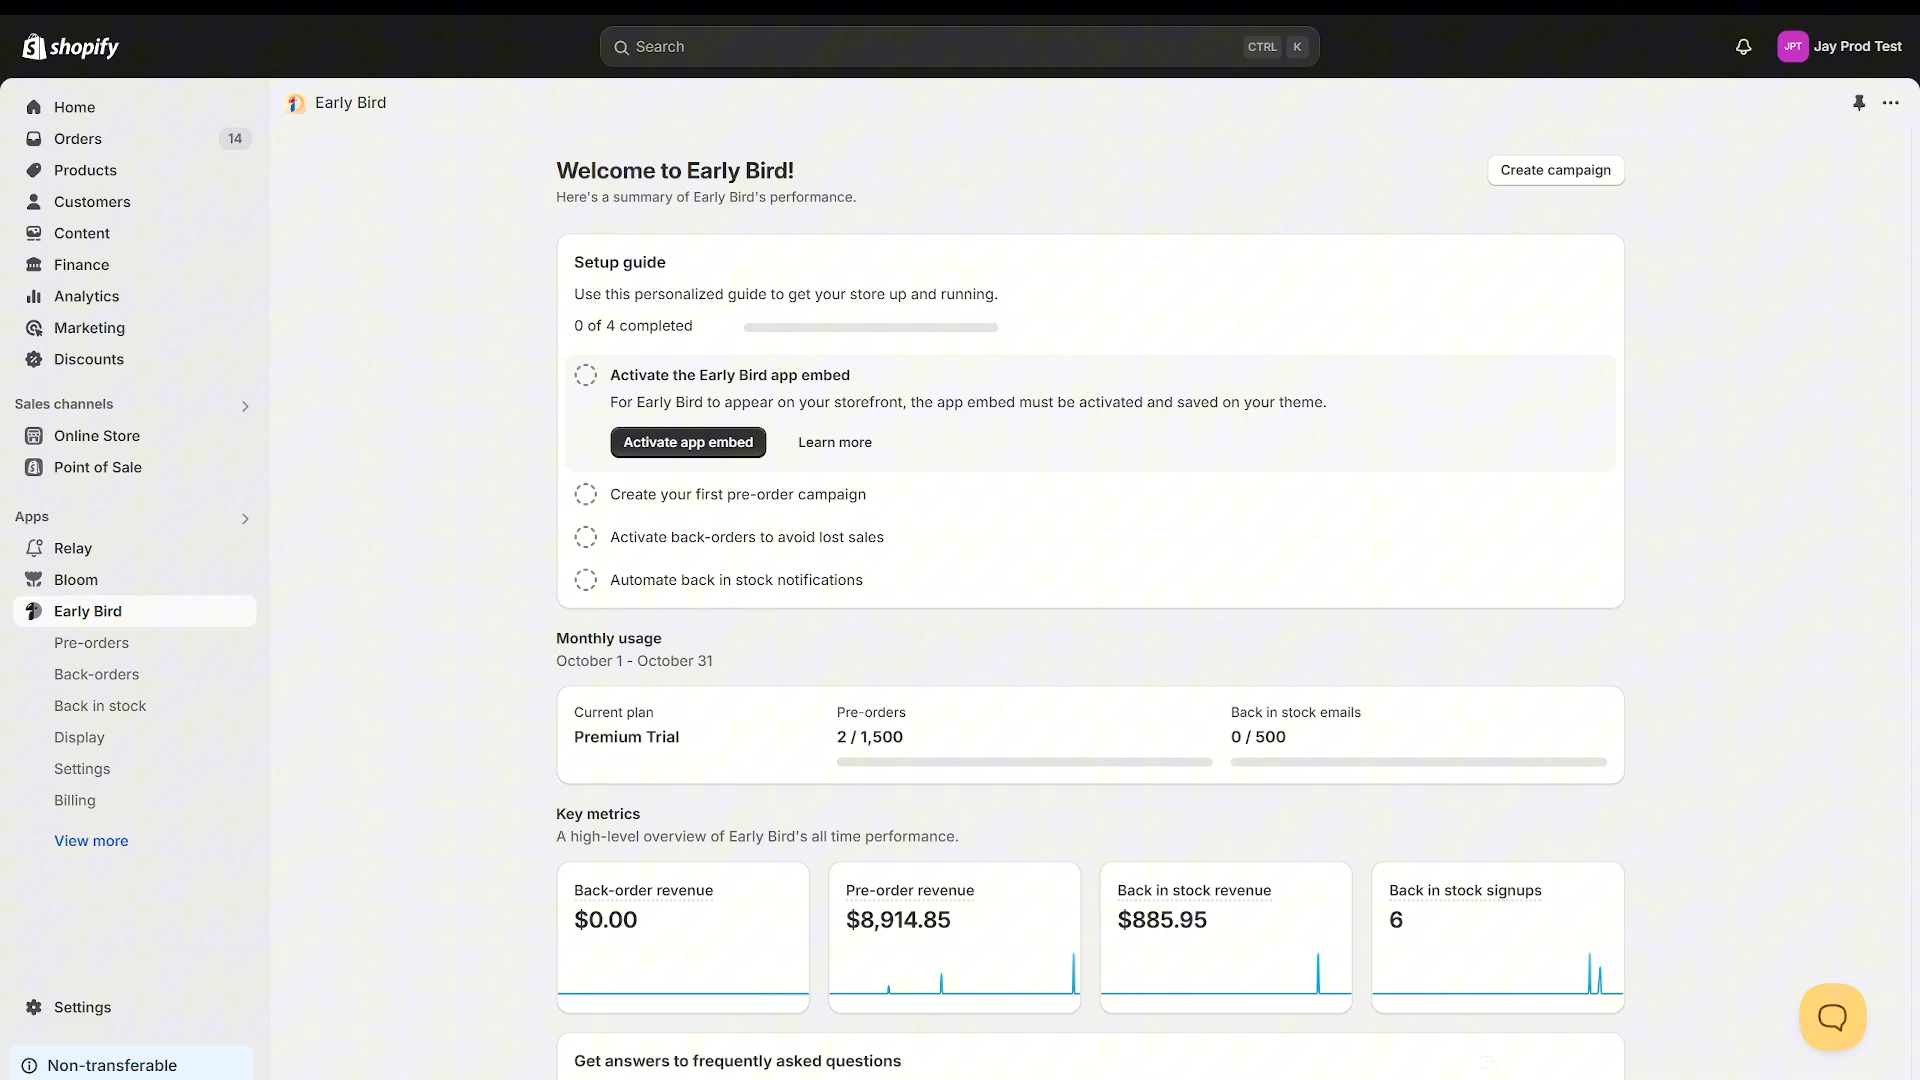 shopify
Search
CTRL K
JPT
Jay Prod Test
Home
Orders
14
Products
Customers
Content
Finance
Analytics
Marketing
Discounts
Sales channels
Online Store
Point of Sale
Apps
Relay
Bloom
Early Bird
Pre-orders
Back-orders
Back in stock
Display
Settings
Billing
View more
Settings
Non-transferable
Early Bird
Welcome to Early Bird!
Here's a summary of Early Bird's performance.
Create campaign
Setup guide
Use this personalized guide to get your store up and running.
0 of 4 completed
Activate the Early Bird app embed
For Early Bird to appear on your storefront, the app embed must be activated and saved on your theme.
Activate app embed
Learn more
Create your first pre-order campaign
Activate back-orders to avoid lost sales
Automate back in stock notifications
Monthly usage
October 1 - October 31
Current plan
Premium Trial
Pre-orders
2 / 1,500
Back in stock emails
0 / 500
Key metrics
A high-level overview of Early Bird's all time performance.
Back-order revenue
$0.00
Pre-order revenue
$8,914.85
Back in stock revenue
$885.95
Back in stock signups
6
Get answers to frequently asked questions